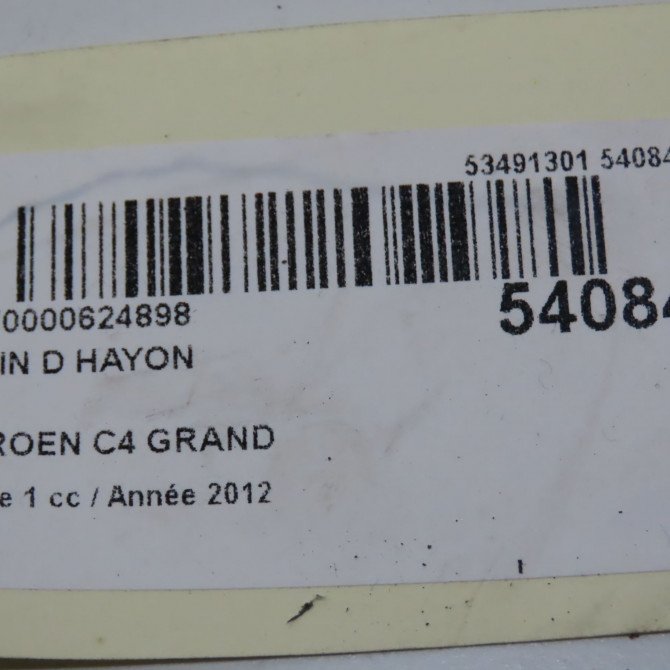 53491301 54084
0000624898
54084
IN D HAYON
ROEN C4 GRAND
e 1 cc / Année 2012